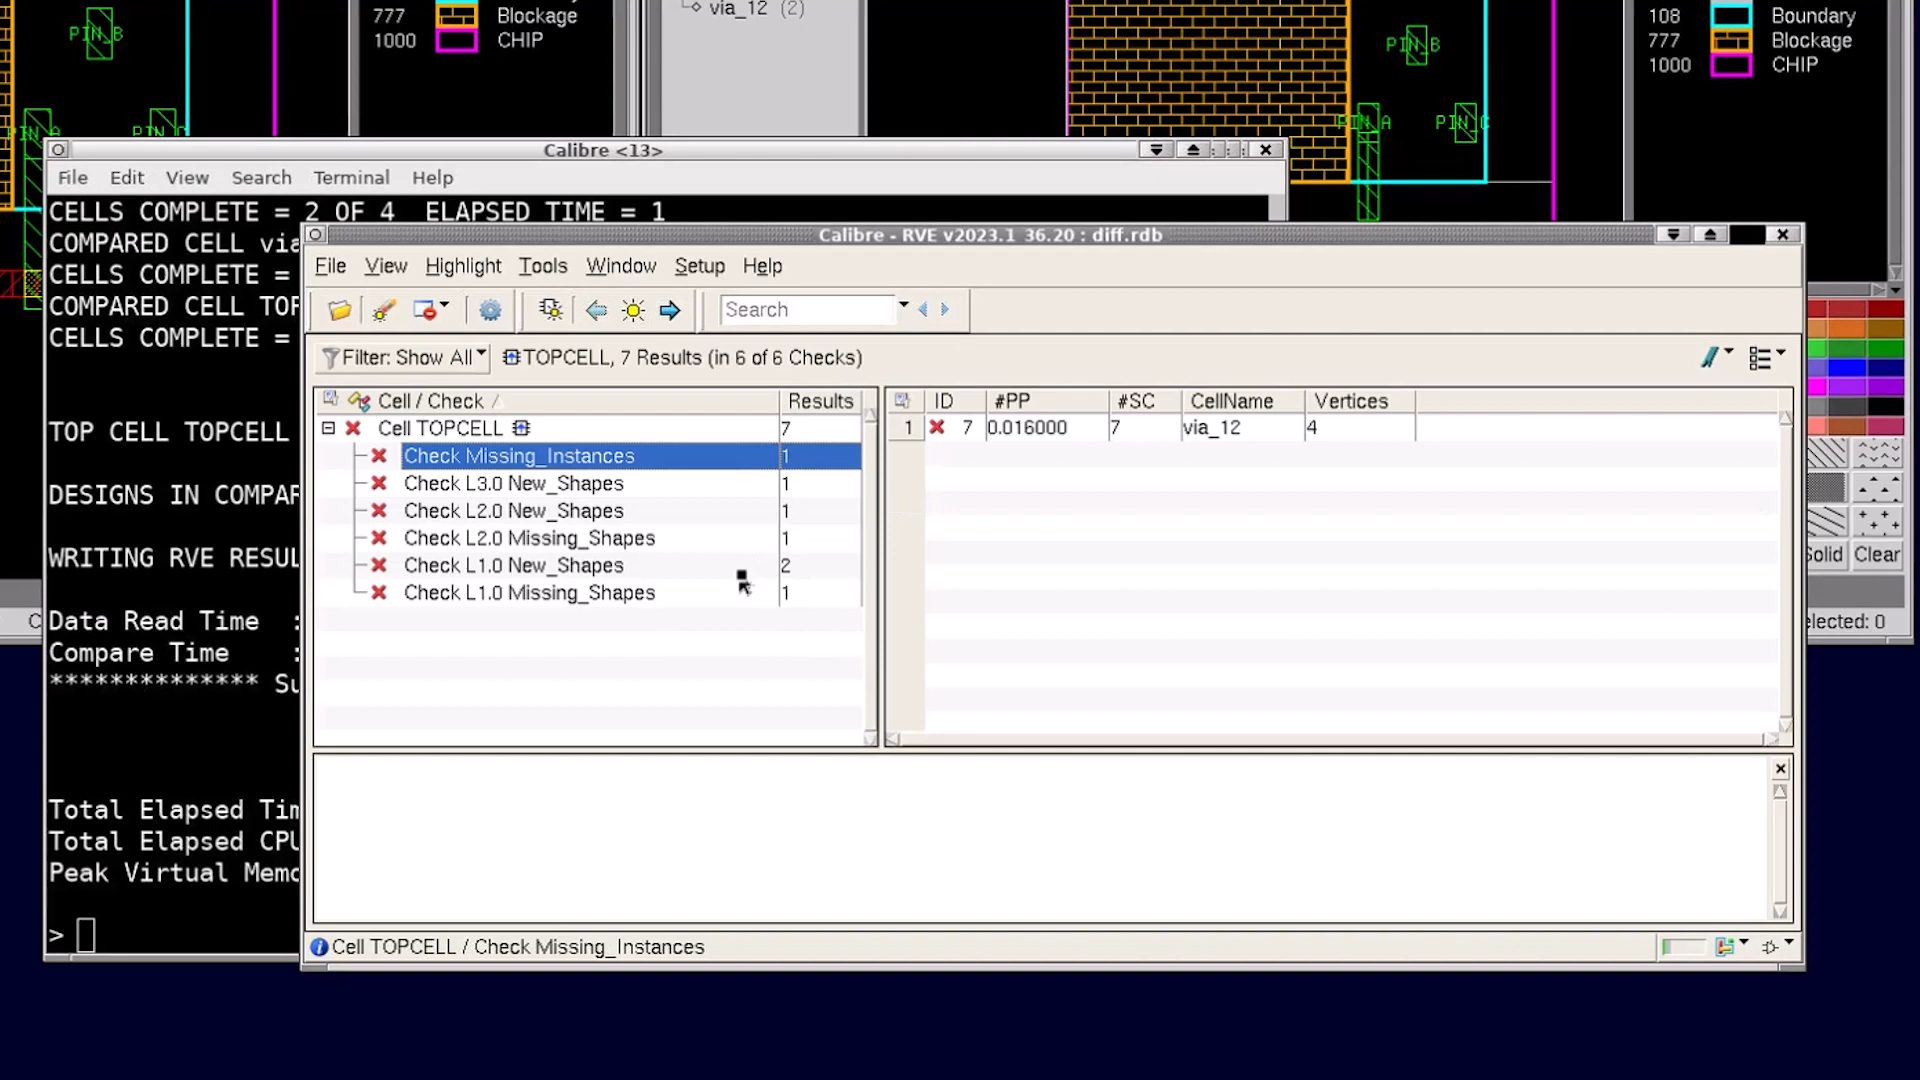 777 Blockage
1000 CHIP
via_12 (2)
PIN_B
PIN_B
108 Boundary
777 Blockage
1000 CHIP
PIN_A
PIN_C
Calibre <13>
File Edit View Search Terminal Help
CELLS COMPLETE = 2 OF 4 ELAPSED TIME = 1
COMPARED CELL via
CELLS COMPLETE =
COMPARED CELL TOP
CELLS COMPLETE =
TOP CELL TOPCELL
DESIGNS IN COMPAR
WRITING RVE RESUL
Data Read Time :
Compare Time :
************** Su
Total Elapsed Tim
Total Elapsed CPU
Peak Virtual Memo
>
Calibre - RVE v2023.1 36.20 : diff.rdb
File View Highlight Tools Window Setup Help
Search
Filter: Show All TOPCELL, 7 Results (in 6 of 6 Checks)
Cell / Check / Results
Cell TOPCELL 7
Check Missing_Instances 1
Check L3.0 New_Shapes 1
Check L2.0 New_Shapes 1
Check L2.0 Missing_Shapes 1
Check L1.0 New_Shapes 2
Check L1.0 Missing_Shapes 1
ID #PP #SC CellName Vertices
1 7 0.016000 7 via_12 4
Cell TOPCELL / Check Missing_Instances
Solid Clear
elected: 0